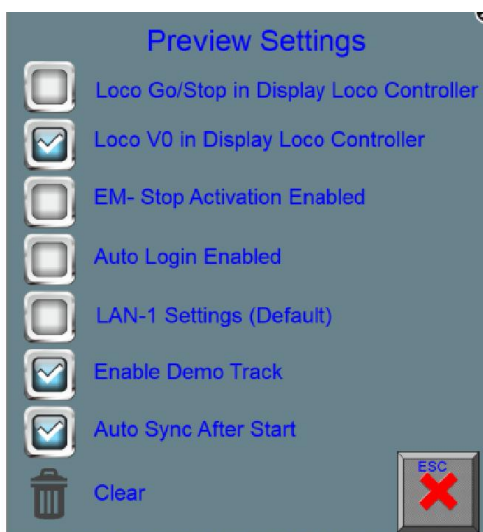 Preview Settings
Loco Go/Stop in Display Loco Controller
Loco V0 in Display Loco Controller
EM- Stop Activation Enabled
Auto Login Enabled
LAN-1 Settings (Default)
Enable Demo Track
Auto Sync After Start
Clear
ESC